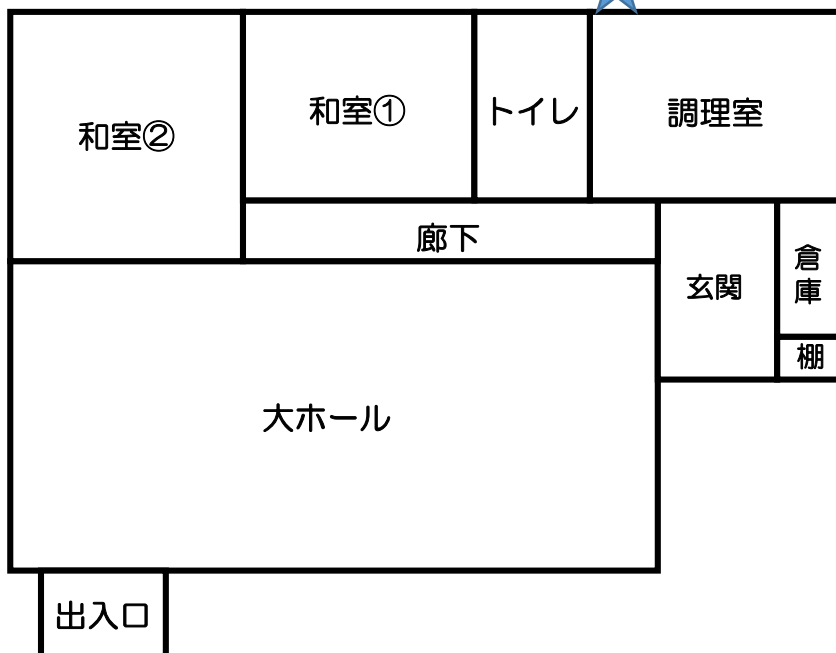 和室②
和室①
トイレ
調理室
廊下
玄関
倉
庫
棚
大ホール
出入口